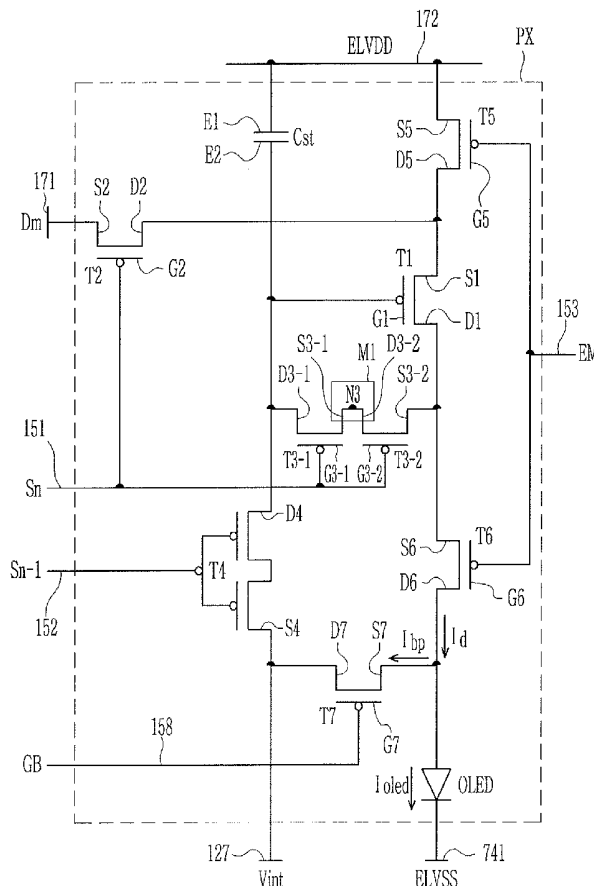 172
ELVDD
PX
E1
Cst
E2
T5
S5
D5
G5
171
S2
D2
Dm
T2
G2
T1
S1
G1
D1
153
EM
M1
S3-1
D3-2
D3-1
N3
S3-2
151
T3-1
G3-1
G3-2
T3-2
Sn
D4
Sn-1
T4
152
S4
S6
T6
D6
G6
D7
S7
Ibp
Id
T7
G7
158
GB
Ioled
OLED
127
Vint
741
ELVSS